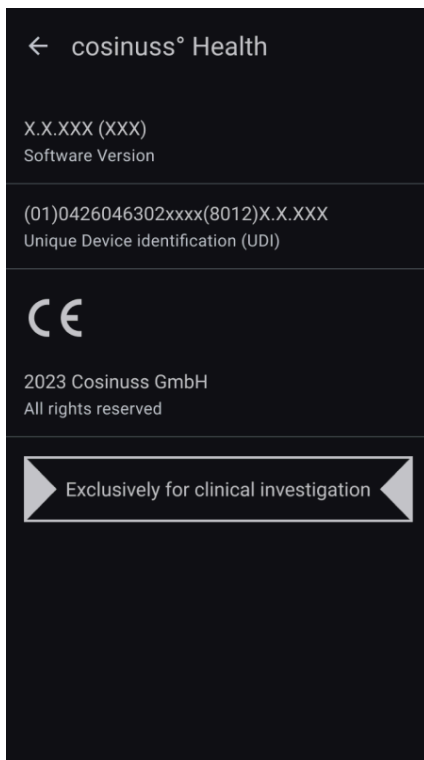 ← cosinuss° Health
X.X.XXX (XXX)
Software Version
(01)0426046302xxxx(8012)X.X.XXX
Unique Device identification (UDI)
CE
2023 Cosinuss GmbH
All rights reserved
Exclusively for clinical investigation